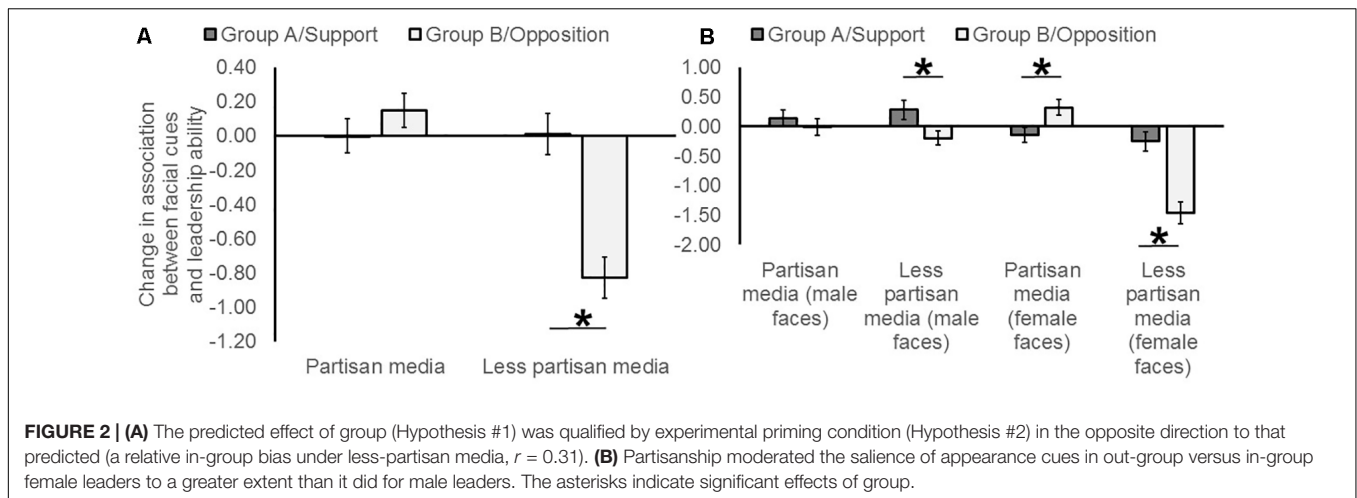 A
Group A/Support Group B/Opposition
0.40
0.20
0.00
-0.20
-0.40
-0.60
-0.80
-1.00
-1.20
Change in association
between facial cues
and leadership ability
*
Partisan media Less partisan media
B
Group A/Support Group B/Opposition
1.00
0.50
0.00
-0.50
-1.00
-1.50
-2.00
* *
*
Partisan
media (male
faces)
Less
partisan
media (male
faces)
Partisan
media
(female
faces)
Less
partisan
media
(female
faces)
FIGURE 2 | (A) The predicted effect of group (Hypothesis #1) was qualified by experimental priming condition (Hypothesis #2) in the opposite direction to that
predicted (a relative in-group bias under less-partisan media, r = 0.31). (B) Partisanship moderated the salience of appearance cues in out-group versus in-group
female leaders to a greater extent than it did for male leaders. The asterisks indicate significant effects of group.